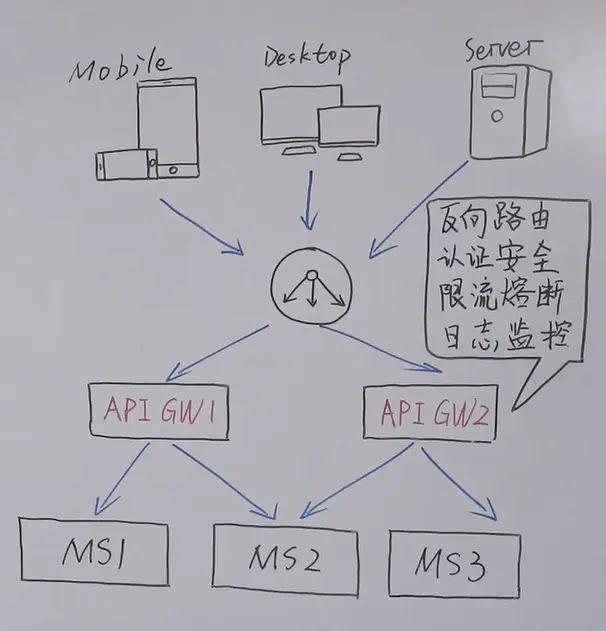 Mobile
Desktop
Server
反向路由
认证安全
限流熔断
日志,监控
API GW1
API GW2
MS1
MS2
MS3